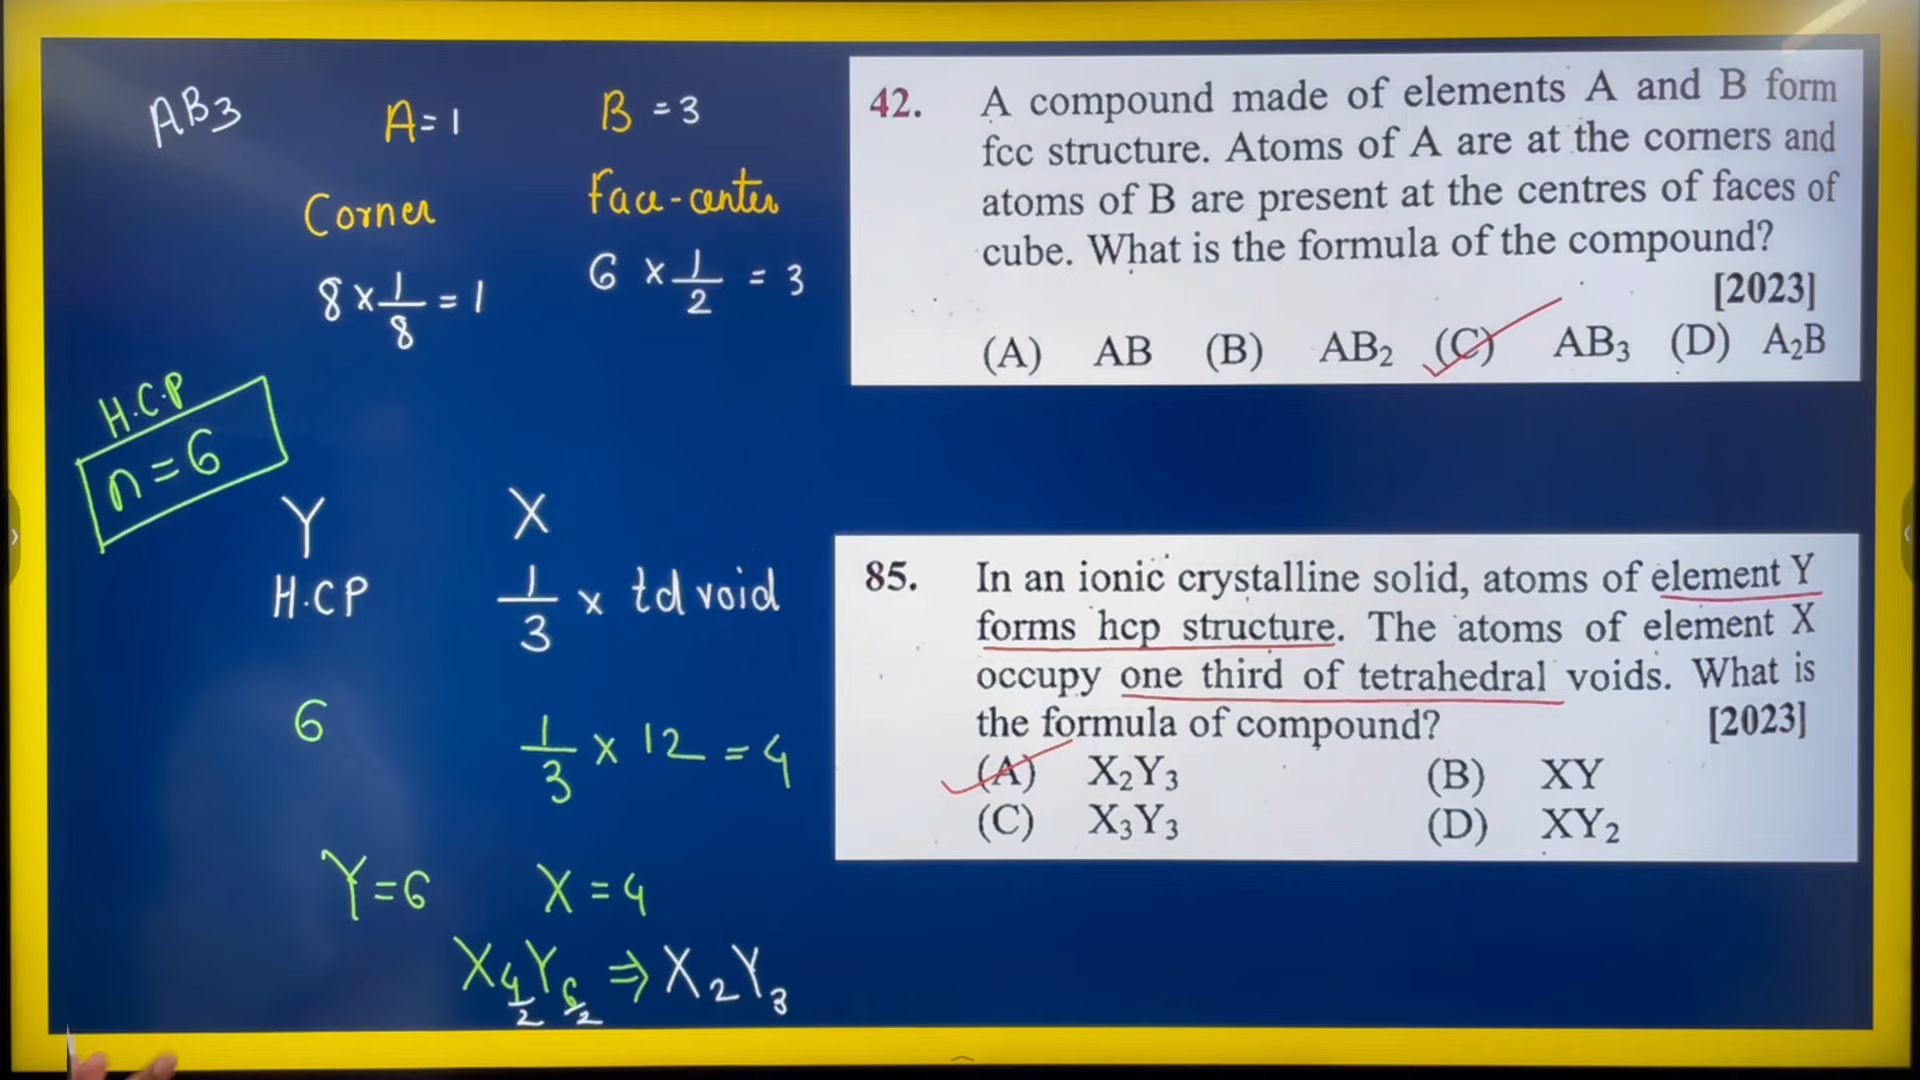 AB3
A = 1
B = 3
Corner
Face-center
8 x 1/8 = 1
6 x 1/2 = 3
H.C.P
n = 6
Y
X
H.CP
1/3 x td void
6
1/3 x 12 = 4
Y = 6
X = 4
X4/2 Y6/2 ⇒ X2Y3
42. A compound made of elements A and B form
fcc structure. Atoms of A are at the corners and
atoms of B are present at the centres of faces of
cube. What is the formula of the compound?
[2023]
(A) AB (B) AB2 (C) AB3 (D) A2B
85. In an ionic crystalline solid, atoms of element Y
forms hcp structure. The atoms of element X
occupy one third of tetrahedral voids. What is
the formula of compound? [2023]
(A) X2Y3 (B) XY
(C) X3Y3 (D) XY2